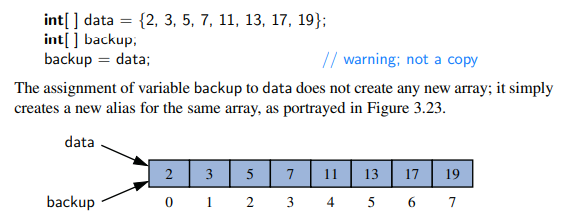 int[ ] data = {2, 3, 5, 7, 11, 13, 17, 19};
int[ ] backup;
backup = data; // warning; not a copy
The assignment of variable backup to data does not create any new array; it simply
creates a new alias for the same array, as portrayed in Figure 3.23.
data
2 3 5 7 11 13 17 19
backup 0 1 2 3 4 5 6 7